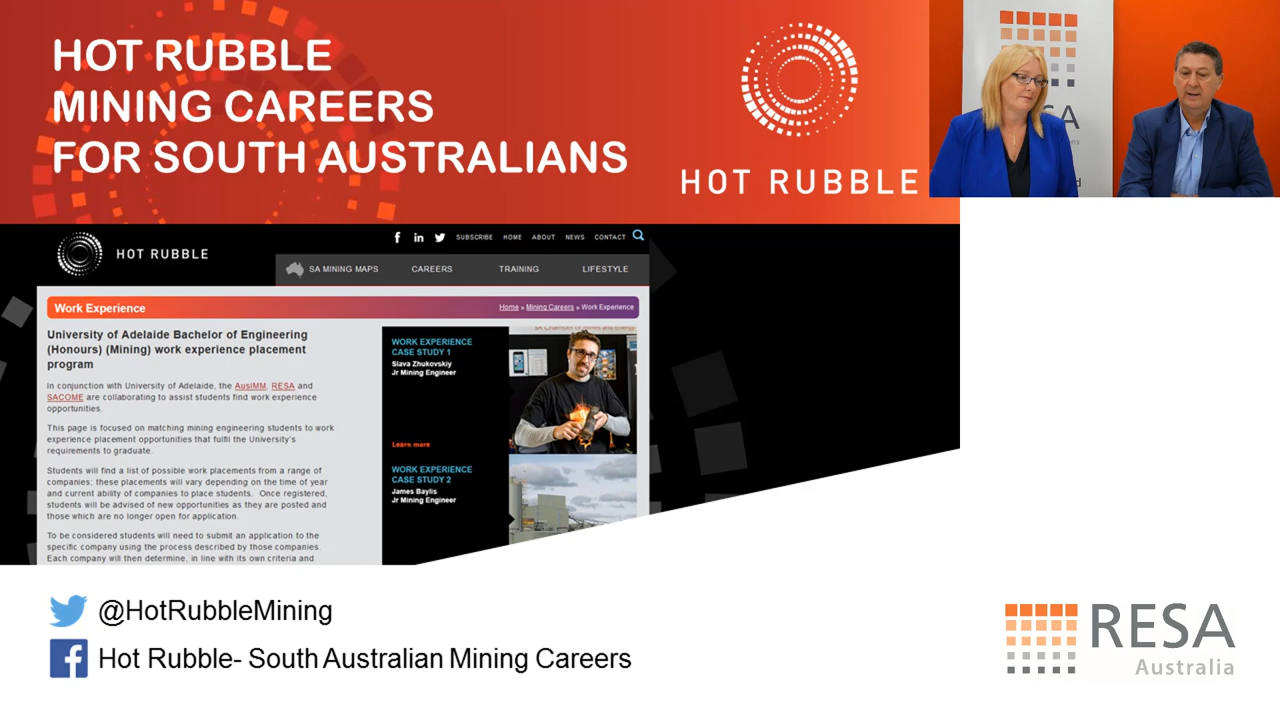 HOT RUBBLE
MINING CAREERS
FOR SOUTH AUSTRALIANS
HOT RUBBLE
HOT RUBBLE
SUBSCRIBE HOME ABOUT NEWS CONTACT
SA MINING MAPS CAREERS TRAINING LIFESTYLE
Work Experience
Home » Mining Careers » Work Experience
University of Adelaide Bachelor of Engineering
(Honours) (Mining) work experience placement
program
In conjunction with University of Adelaide, the AusIMM, RESA and
SACOME are collaborating to assist students find work experience
opportunities.
This page is focused on matching mining engineering students to work
experience placement opportunities that fulfil the University's
requirements to graduate.
Students will find a list of possible work placements from a range of
companies; these placements will vary depending on the time of year
and current ability of companies to place students. Once registered,
students will be advised of new opportunities as they are posted and
those which are no longer open for application.
To be considered students will need to submit an application to the
specific company using the process described by those companies.
Each company will then determine, in line with its own criteria and
WORK EXPERIENCE
CASE STUDY 1
Slava Zhukovskiy
Jr Mining Engineer
Learn more
WORK EXPERIENCE
CASE STUDY 2
James Baylis
Jr Mining Engineer
SA Chamber of Mines and Energy
@HotRubbleMining
Hot Rubble- South Australian Mining Careers
RESA
Australia